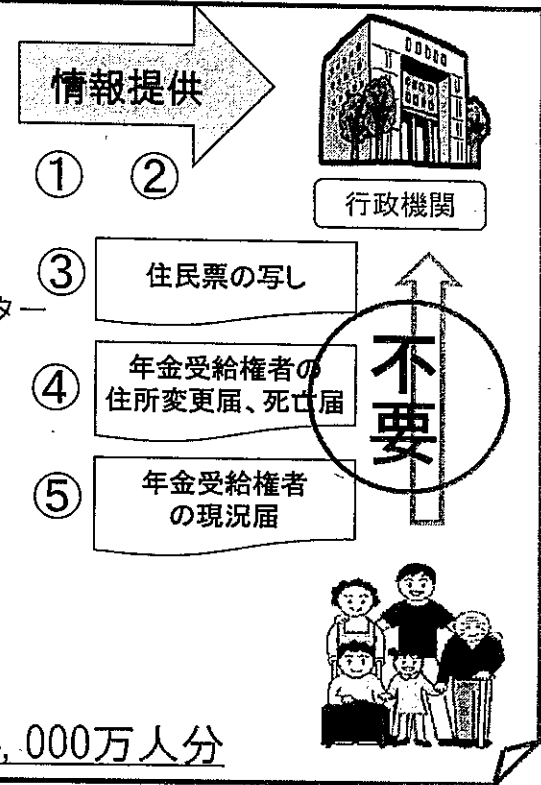 情報提供
① ②
行政機関
③ 住民票の写し
ター
④ 年金受給権者の
住所変更届、死亡届
不要
⑤ 年金受給権者
の現況届
,000万人分